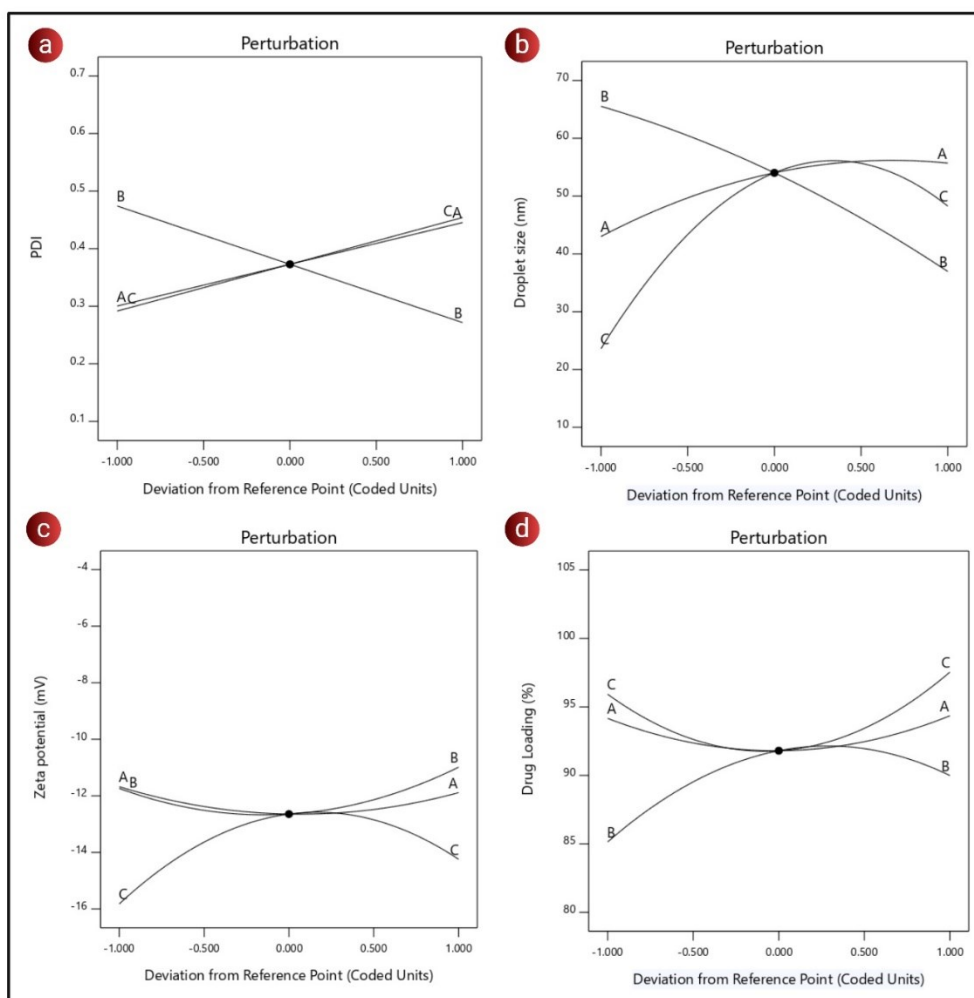 a
Perturbation
0.7
0.6
0.5
0.4
0.3
0.2
0.1
PDI
B
A C
C A
B
-1.000 -0.500 0.000 0.500 1.000
Deviation from Reference Point (Coded Units)
b
Perturbation
70
60
50
40
30
20
10
Droplet size (nm)
B
A
C
A
C
B
-1.000 -0.500 0.000 0.500 1.000
Deviation from Reference Point (Coded Units)
c
Perturbation
-4
-6
-8
-10
-12
-14
-16
Zeta potential (mV)
A B
C
B
A
C
-1.000 -0.500 0.000 0.500 1.000
Deviation from Reference Point (Coded Units)
d
Perturbation
105
100
95
90
85
80
Drug Loading (%)
C
A
B
C
A
B
-1.000 -0.500 0.000 0.500 1.000
Deviation from Reference Point (Coded Units)